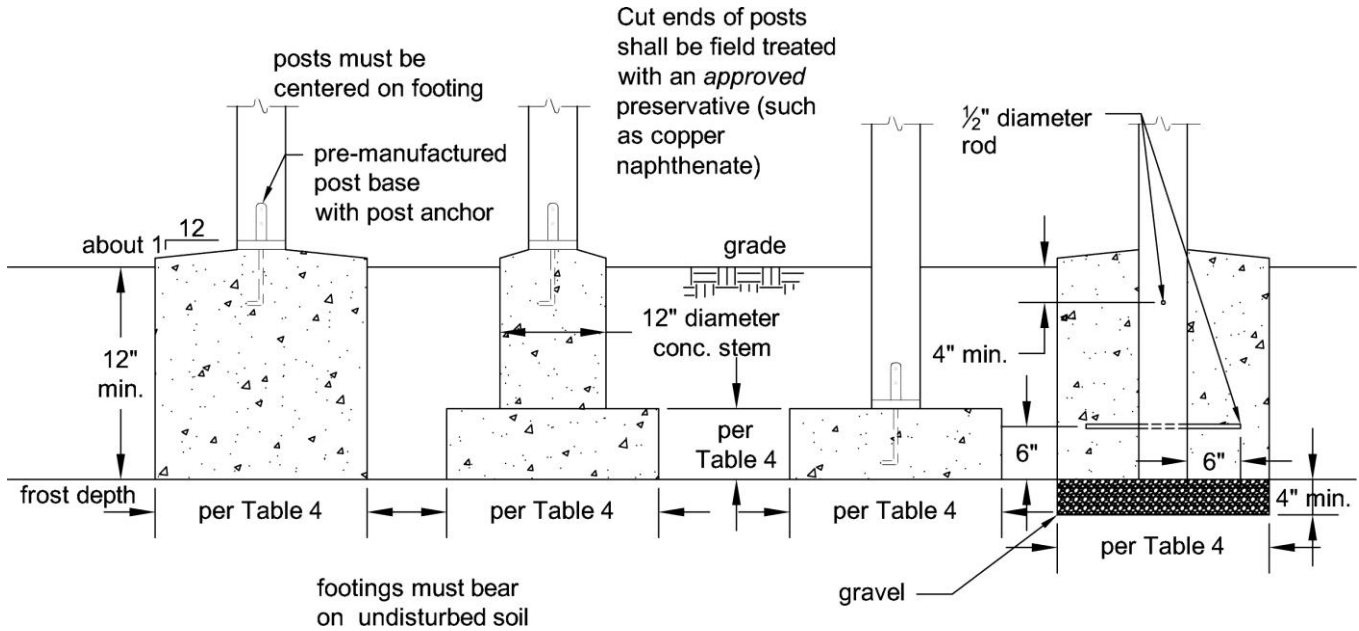 posts must be
centered on footing
Cut ends of posts
shall be field treated
with an approved
preservative (such
as copper
naphthenate)
½" diameter
rod
pre-manufactured
post base
with post anchor
12
about 1
grade
12" diameter
conc. stem
12"
min.
4" min.
per
Table 4
6"
6"
frost depth
4" min.
per Table 4
per Table 4
per Table 4
per Table 4
gravel
footings must bear
on undisturbed soil